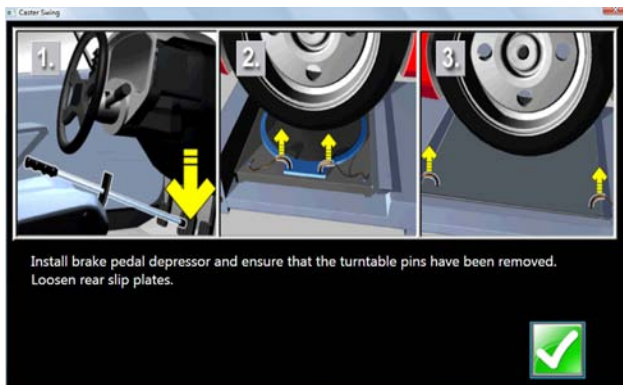 Caster Swing
1. 2. 3.
Install brake pedal depressor and ensure that the turntable pins have been removed.
Loosen rear slip plates.